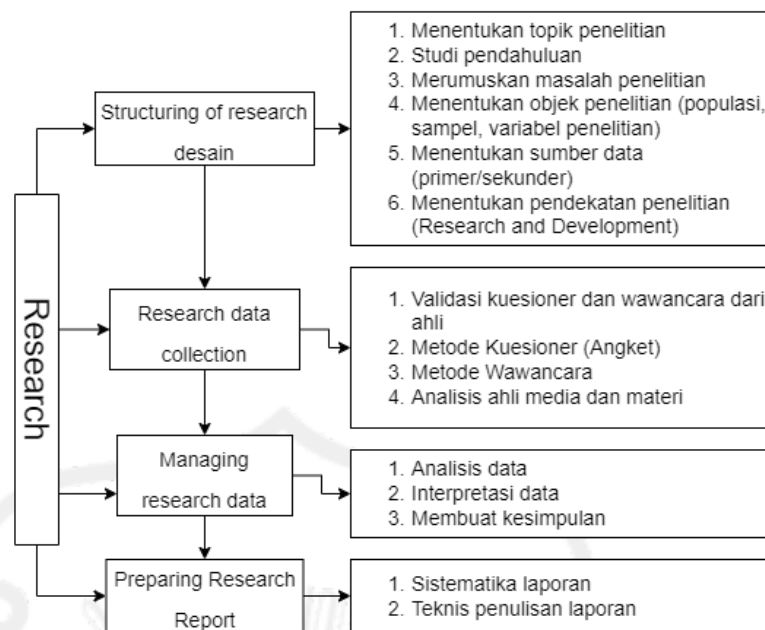 Research
Structuring of research
desain
1. Menentukan topik penelitian
2. Studi pendahuluan
3. Merumuskan masalah penelitian
4. Menentukan objek penelitian (populasi,
sampel, variabel penelitian)
5. Menentukan sumber data
(primer/sekunder)
6. Menentukan pendekatan penelitian
(Research and Development)
Research data
collection
1. Validasi kuesioner dan wawancara dari
ahli
2. Metode Kuesioner (Angket)
3. Metode Wawancara
4. Analisis ahli media dan materi
Managing
research data
1. Analisis data
2. Interpretasi data
3. Membuat kesimpulan
Preparing Research
Report
1. Sistematika laporan
2. Teknis penulisan laporan